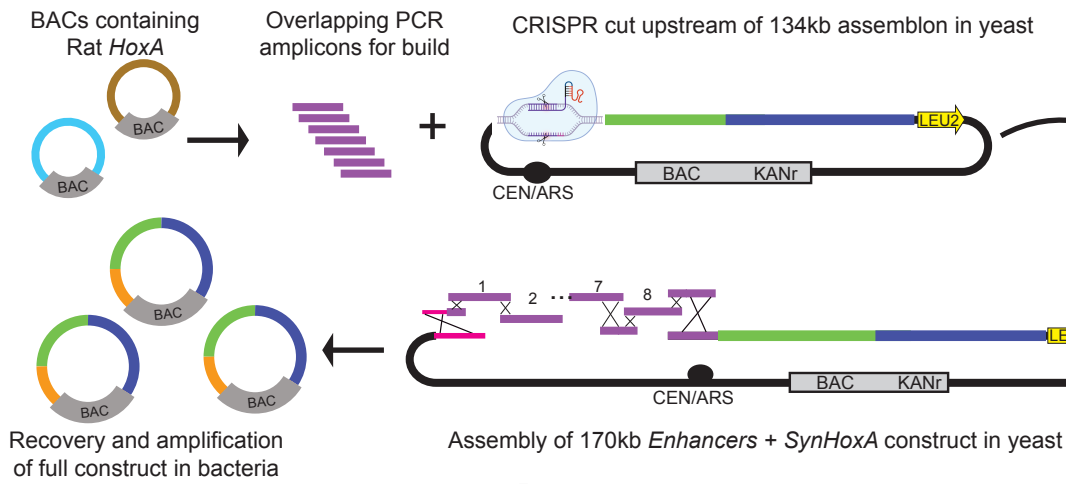 BACs containing
Rat HoxA
Overlapping PCR
amplicons for build
CRISPR cut upstream of 134kb assemblon in yeast
BAC
BAC
+
LEU2
BAC KANr
CEN/ARS
1
2
...
7
8
LE
BAC
BAC
BAC
BAC KANr
CEN/ARS
Recovery and amplification
of full construct in bacteria
Assembly of 170kb Enhancers + SynHoxA construct in yeast